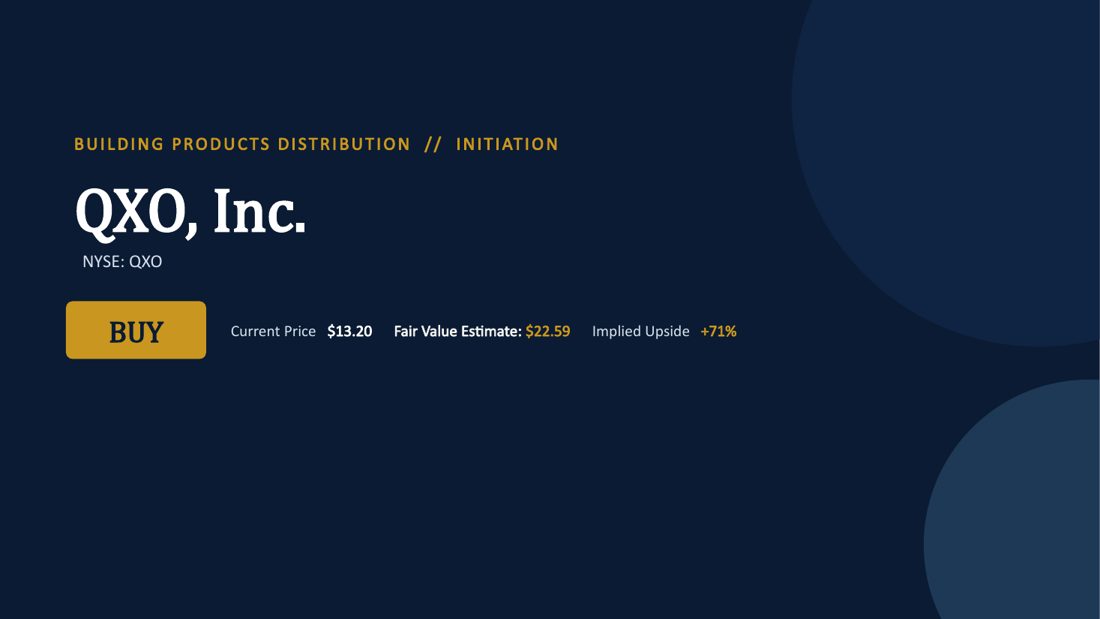 BUILDING PRODUCTS DISTRIBUTION // INITIATION
QXO, Inc.
NYSE: QXO
BUY
Current Price $13.20 Fair Value Estimate: $22.59 Implied Upside +71%